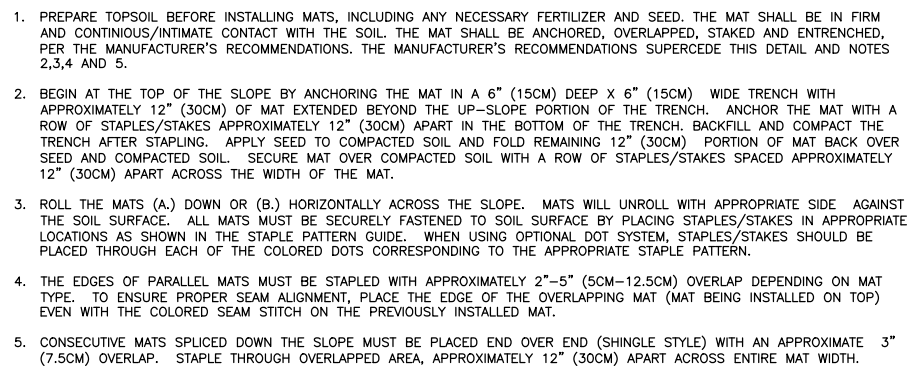 1. PREPARE TOPSOIL BEFORE INSTALLING MATS, INCLUDING ANY NECESSARY FERTILIZER AND SEED. THE MAT SHALL BE IN FIRM
AND CONTINIOUS/INTIMATE CONTACT WITH THE SOIL. THE MAT SHALL BE ANCHORED, OVERLAPPED, STAKED AND ENTRENCHED,
PER THE MANUFACTURER'S RECOMMENDATIONS. THE MANUFACTURER'S RECOMMENDATIONS SUPERCEDE THIS DETAIL AND NOTES
2,3,4 AND 5.
2. BEGIN AT THE TOP OF THE SLOPE BY ANCHORING THE MAT IN A 6" (15CM) DEEP X 6" (15CM) WIDE TRENCH WITH
APPROXIMATELY 12" (30CM) OF MAT EXTENDED BEYOND THE UP-SLOPE PORTION OF THE TRENCH. ANCHOR THE MAT WITH A
ROW OF STAPLES/STAKES APPROXIMATELY 12" (30CM) APART IN THE BOTTOM OF THE TRENCH. BACKFILL AND COMPACT THE
TRENCH AFTER STAPLING. APPLY SEED TO COMPACTED SOIL AND FOLD REMAINING 12" (30CM) PORTION OF MAT BACK OVER
SEED AND COMPACTED SOIL. SECURE MAT OVER COMPACTED SOIL WITH A ROW OF STAPLES/STAKES SPACED APPROXIMATELY
12" (30CM) APART ACROSS THE WIDTH OF THE MAT.
3. ROLL THE MATS (A.) DOWN OR (B.) HORIZONTALLY ACROSS THE SLOPE. MATS WILL UNROLL WITH APPROPRIATE SIDE AGAINST
THE SOIL SURFACE. ALL MATS MUST BE SECURELY FASTENED TO SOIL SURFACE BY PLACING STAPLES/STAKES IN APPROPRIATE
LOCATIONS AS SHOWN IN THE STAPLE PATTERN GUIDE. WHEN USING OPTIONAL DOT SYSTEM, STAPLES/STAKES SHOULD BE
PLACED THROUGH EACH OF THE COLORED DOTS CORRESPONDING TO THE APPROPRIATE STAPLE PATTERN.
4. THE EDGES OF PARALLEL MATS MUST BE STAPLED WITH APPROXIMATELY 2"-5" (5CM-12.5CM) OVERLAP DEPENDING ON MAT
TYPE. TO ENSURE PROPER SEAM ALIGNMENT, PLACE THE EDGE OF THE OVERLAPPING MAT (MAT BEING INSTALLED ON TOP)
EVEN WITH THE COLORED SEAM STITCH ON THE PREVIOUSLY INSTALLED MAT.
5. CONSECUTIVE MATS SPLICED DOWN THE SLOPE MUST BE PLACED END OVER END (SHINGLE STYLE) WITH AN APPROXIMATE 3"
(7.5CM) OVERLAP. STAPLE THROUGH OVERLAPPED AREA, APPROXIMATELY 12" (30CM) APART ACROSS ENTIRE MAT WIDTH.